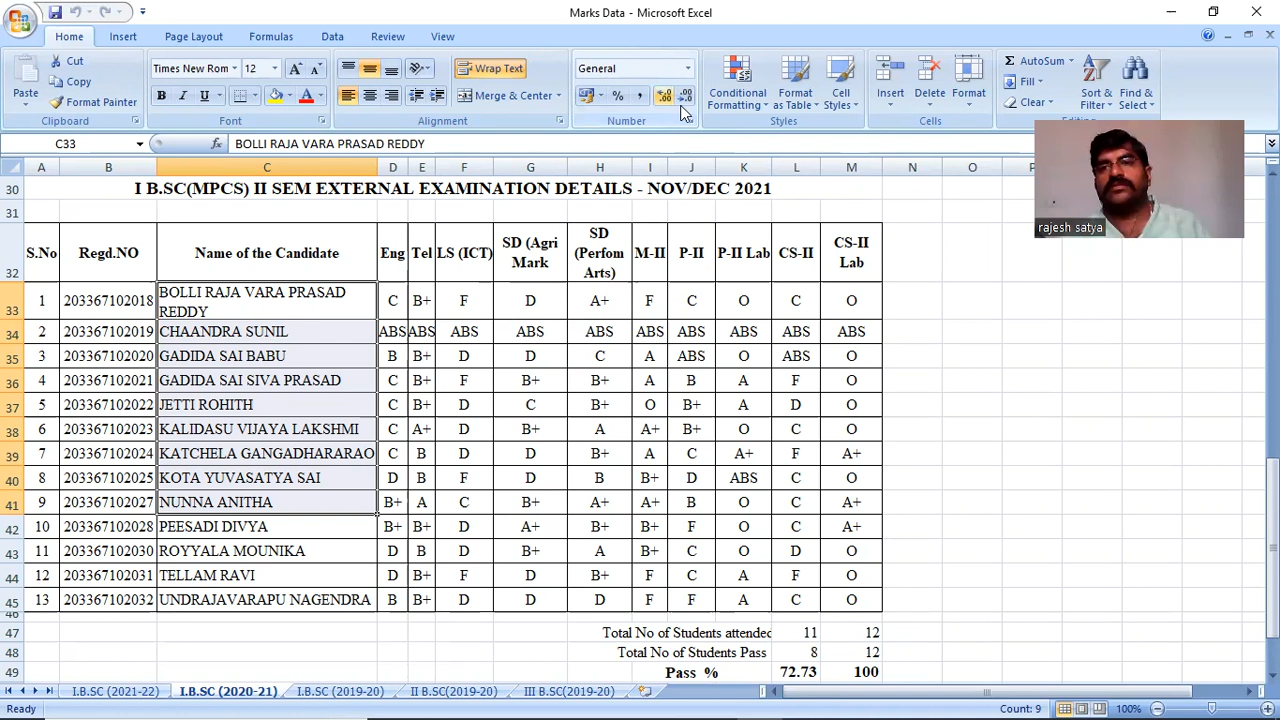 Marks Data - Microsoft Excel
Home Insert Page Layout Formulas Data Review View
Paste Cut Times New Rom 12 Wrap Text General Conditional Formatting Format as Table Cell Styles Insert Delete Format AutoSum Sort & Filter Find & Select
Copy Fill
Format Painter B I U A Merge & Center % , Clear
Clipboard Font Alignment Number Styles Cells Editing
C33 fx BOLLI RAJA VARA PRASAD REDDY
A B C D E F G H I J K L M N O P
30 I B.SC(MPCS) II SEM EXTERNAL EXAMINATION DETAILS - NOV/DEC 2021
31
32 S.No Regd.NO Name of the Candidate Eng Tel LS (ICT) SD (Agri Mark SD (Perfom Arts) M-II P-II P-II Lab CS-II CS-II Lab
33 1 203367102018 BOLLI RAJA VARA PRASAD REDDY C B+ F D A+ F C O C O
34 2 203367102019 CHAANDRA SUNIL ABS ABS ABS ABS ABS ABS ABS ABS ABS ABS
35 3 203367102020 GADIDA SAI BABU B B+ D D C A ABS O ABS O
36 4 203367102021 GADIDA SAI SIVA PRASAD C B+ F B+ B+ A B A F O
37 5 203367102022 JETTI ROHITH C B+ D C B+ O B+ A D O
38 6 203367102023 KALIDASU VIJAYA LAKSHMI C A+ D B+ A A+ B+ O C O
39 7 203367102024 KATCHELA GANGADHARARAO C B D D B+ A C A+ F A+
40 8 203367102025 KOTA YUVASATYA SAI D B F D B B+ D ABS C O
41 9 203367102027 NUNNA ANITHA B+ A C B+ A+ A+ B O C A+
42 10 203367102028 PEESADI DIVYA B+ B+ D A+ B+ B+ F O C A+
43 11 203367102030 ROYYALA MOUNIKA D B D B+ A B+ C O D O
44 12 203367102031 TELLAM RAVI D B+ F D B+ F C A F O
45 13 203367102032 UNDRAJAVARAPU NAGENDRA B B+ D D D F F A C O
46
47 Total No of Students attended 11 12
48 Total No of Students Pass 8 12
49 Pass % 72.73 100
I.B.SC (2021-22) I.B.SC (2020-21) I.B.SC (2019-20) II B.SC(2019-20) III B.SC(2019-20)
Ready Count: 9 100%
rajesh satya